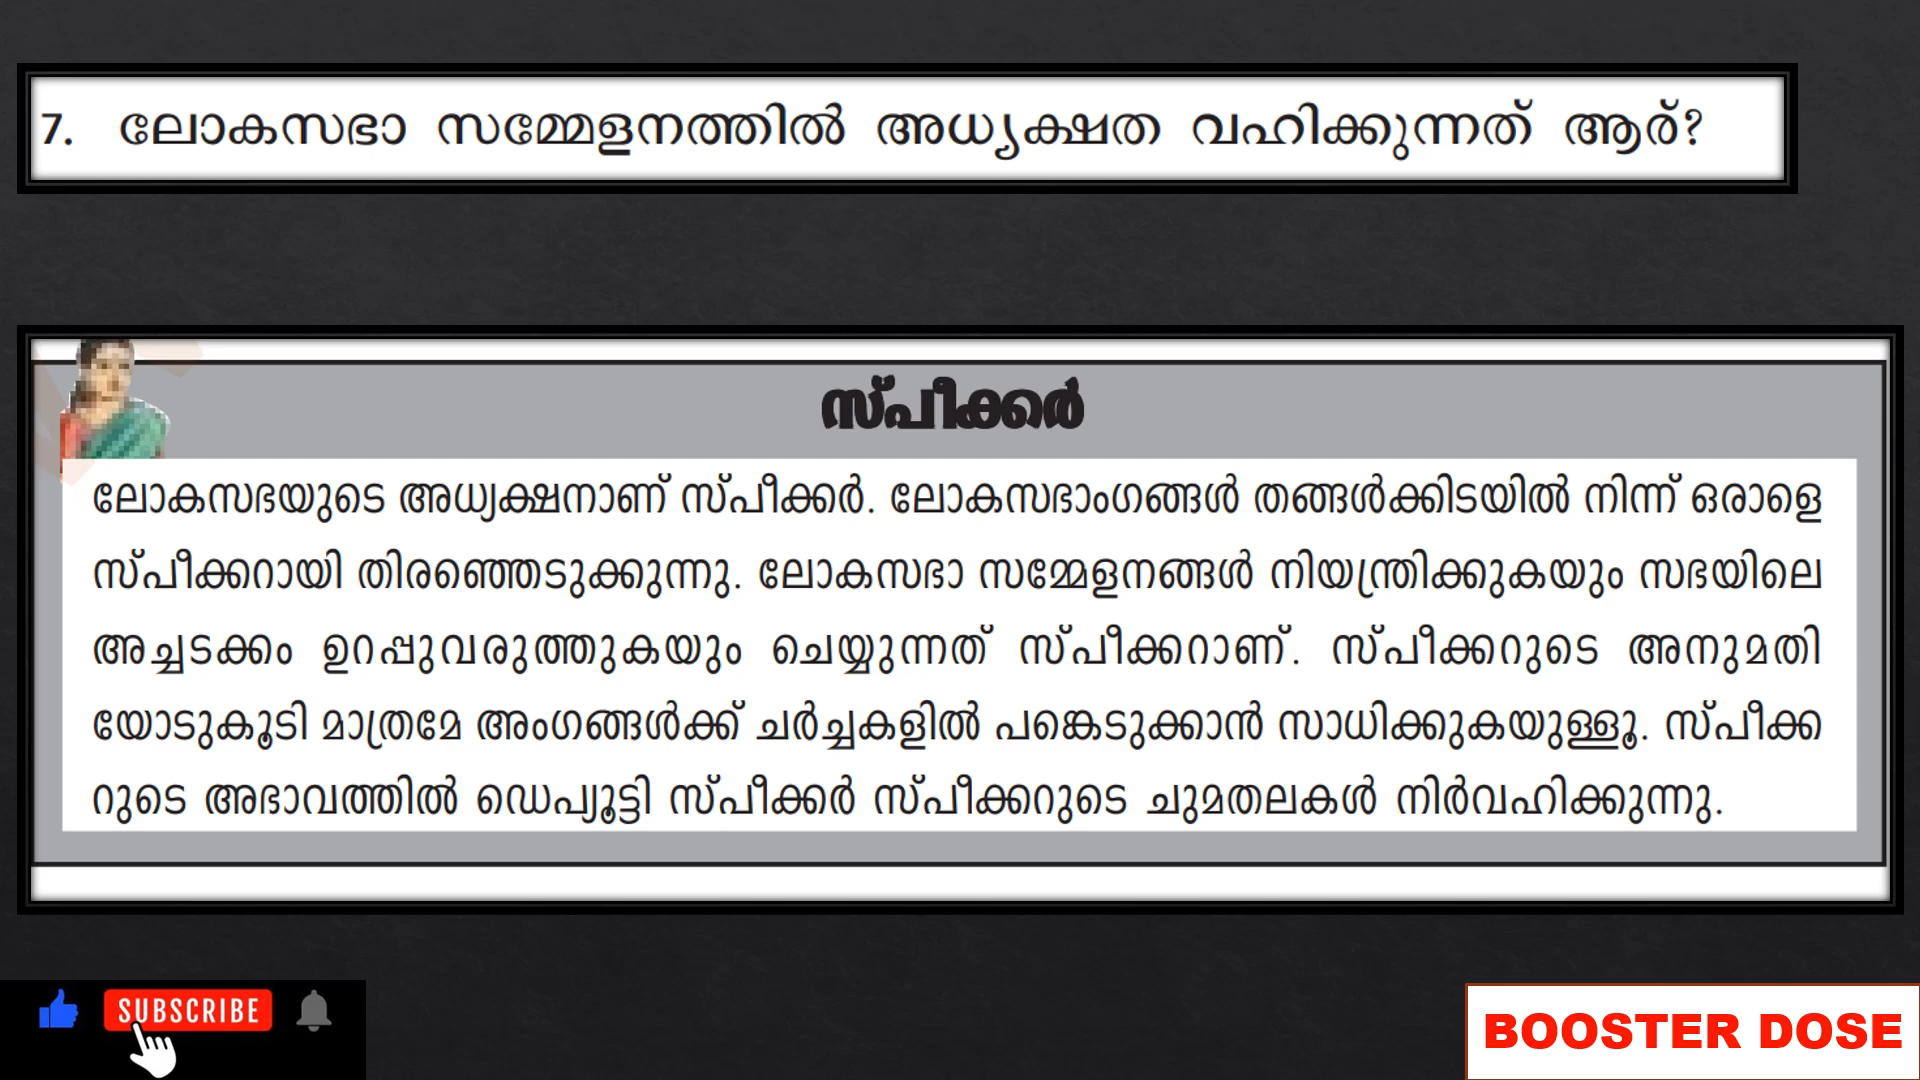 7. ലോകസഭാ സമ്മേളനത്തിൽ അധ്യക്ഷത വഹിക്കുന്നത് ആര്?
സ്പീക്കർ
ലോകസഭയുടെ അധ്യക്ഷനാണ് സ്പീക്കർ. ലോകസഭാംഗങ്ങൾ തങ്ങൾക്കിടയിൽ നിന്ന് ഒരാളെ
സ്പീക്കറായി തിരഞ്ഞെടുക്കുന്നു. ലോകസഭാ സമ്മേളനങ്ങൾ നിയന്ത്രിക്കുകയും സഭയിലെ
അച്ചടക്കം ഉറപ്പുവരുത്തുകയും ചെയ്യുന്നത് സ്പീക്കറാണ്. സ്പീക്കറുടെ അനുമതി
യോടുകൂടി മാത്രമേ അംഗങ്ങൾക്ക് ചർച്ചകളിൽ പങ്കെടുക്കാൻ സാധിക്കുകയുള്ളൂ. സ്പീക്ക
റുടെ അഭാവത്തിൽ ഡെപ്യൂട്ടി സ്പീക്കർ സ്പീക്കറുടെ ചുമതലകൾ നിർവഹിക്കുന്നു.
SUBSCRIBE
BOOSTER DOSE